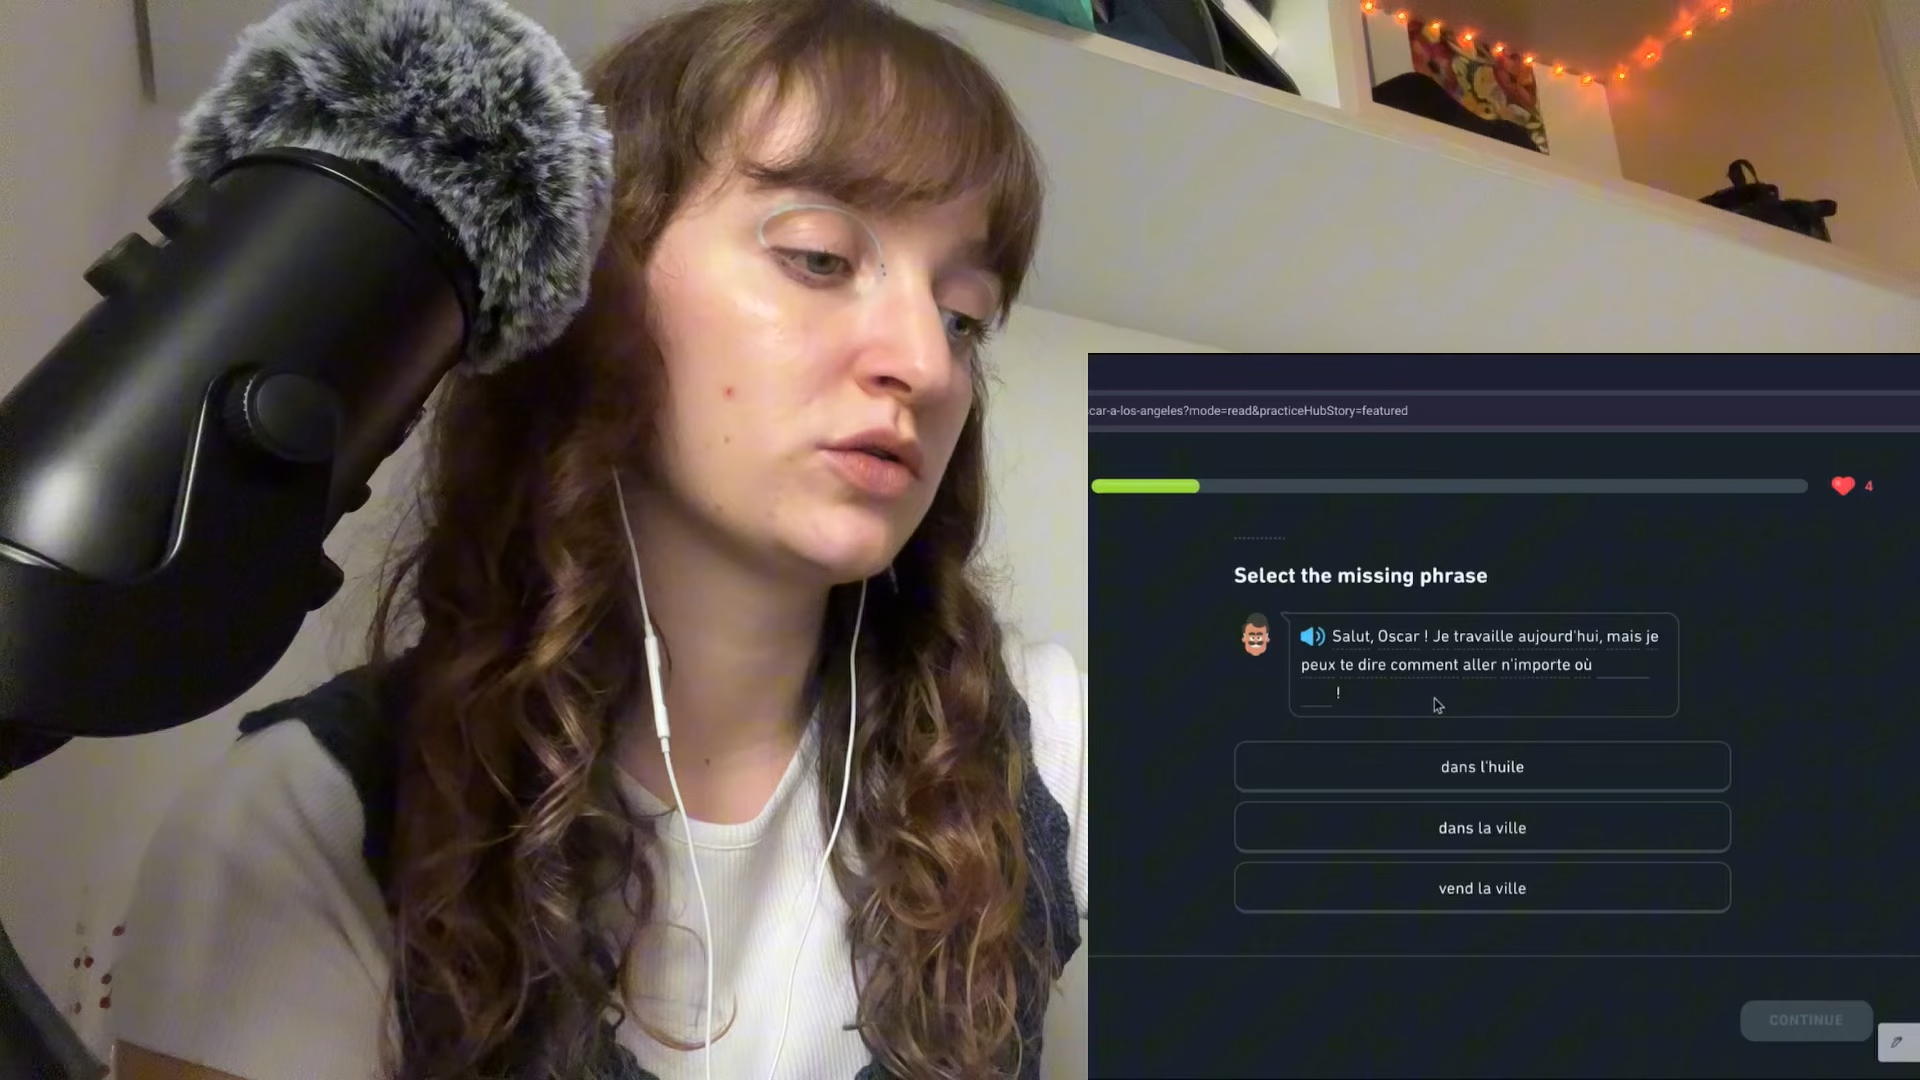 car-a-los-angeles?mode=read&practiceHubStory=featured
4
Select the missing phrase
Salut, Oscar ! Je travaille aujourd'hui, mais je
peux te dire comment aller n'importe où
!
dans l'huile
dans la ville
vend la ville
CONTINUE